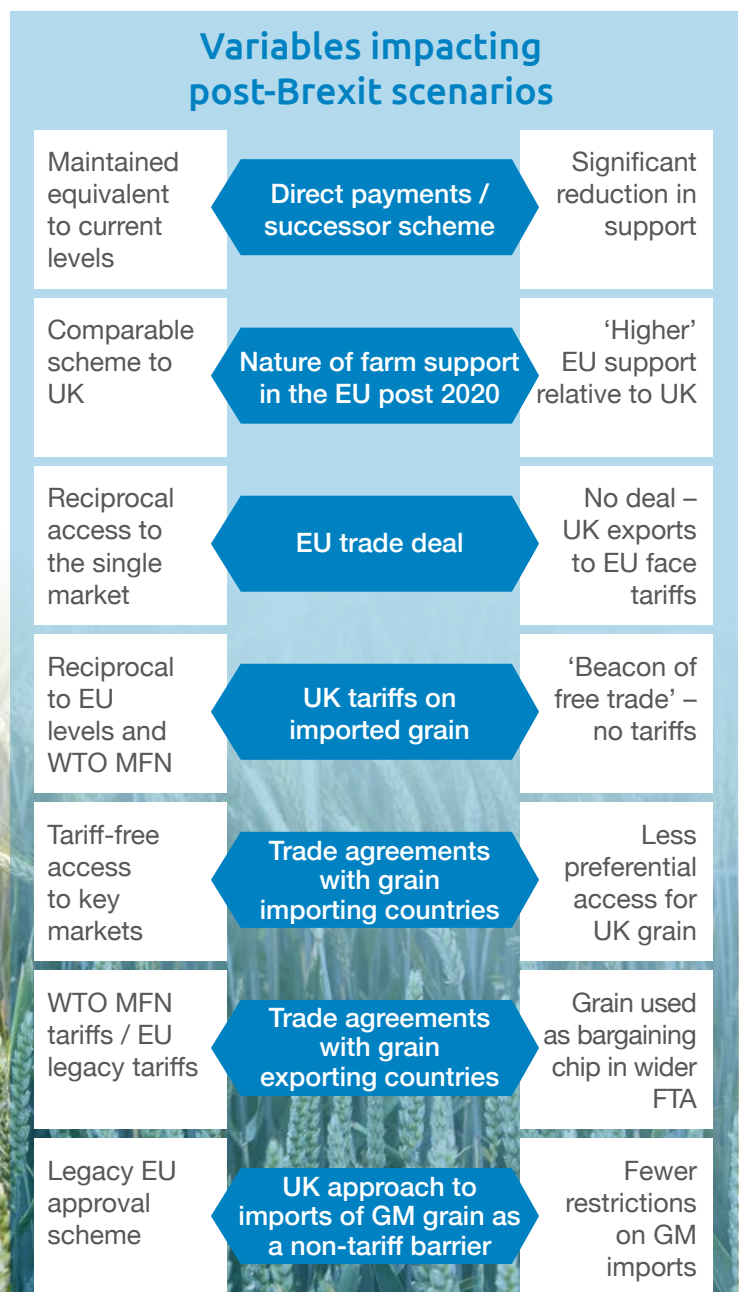 Variables impacting
post-Brexit scenarios
Maintained
equivalent
to current
levels
Direct payments /
successor scheme
Significant
reduction in
support
Comparable
scheme to
UK
Nature of farm support
in the EU post 2020
‘Higher’
EU support
relative to UK
Reciprocal
access to
the single
market
EU trade deal
No deal –
UK exports
to EU face
tariffs
Reciprocal
to EU
levels and
WTO MFN
UK tariffs on
imported grain
‘Beacon of
free trade’ –
no tariffs
Tariff-free
access
to key
markets
Trade agreements
with grain
importing countries
Less
preferential
access for
UK grain
WTO MFN
tariffs / EU
legacy tariffs
Trade agreements
with grain
exporting countries
Grain used
as bargaining
chip in wider
FTA
Legacy EU
approval
scheme
UK approach to
imports of GM grain as
a non-tariff barrier
Fewer
restrictions
on GM
imports